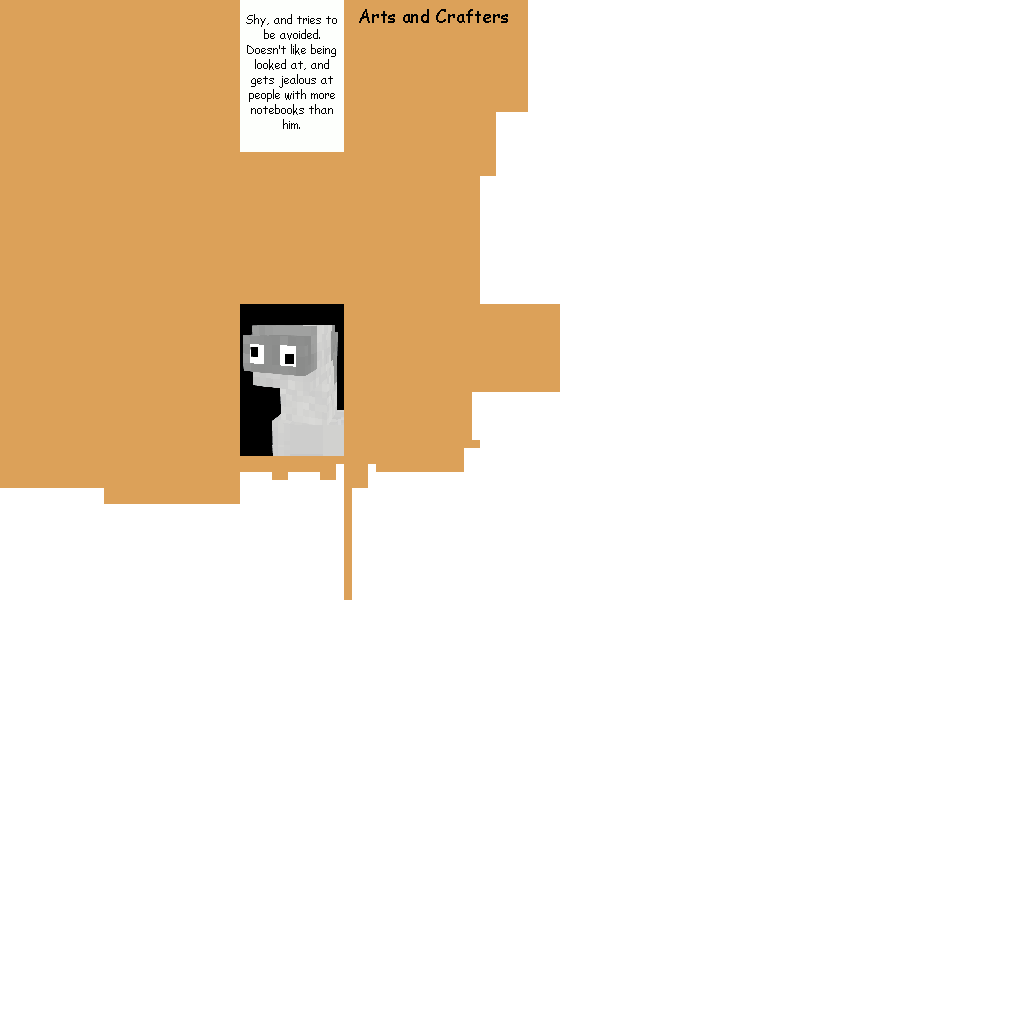 Shy, and tries to
be avoided.
Doesn't like being
looked at, and
gets jealous at
people with more
notebooks than
him.
Arts and Crafters